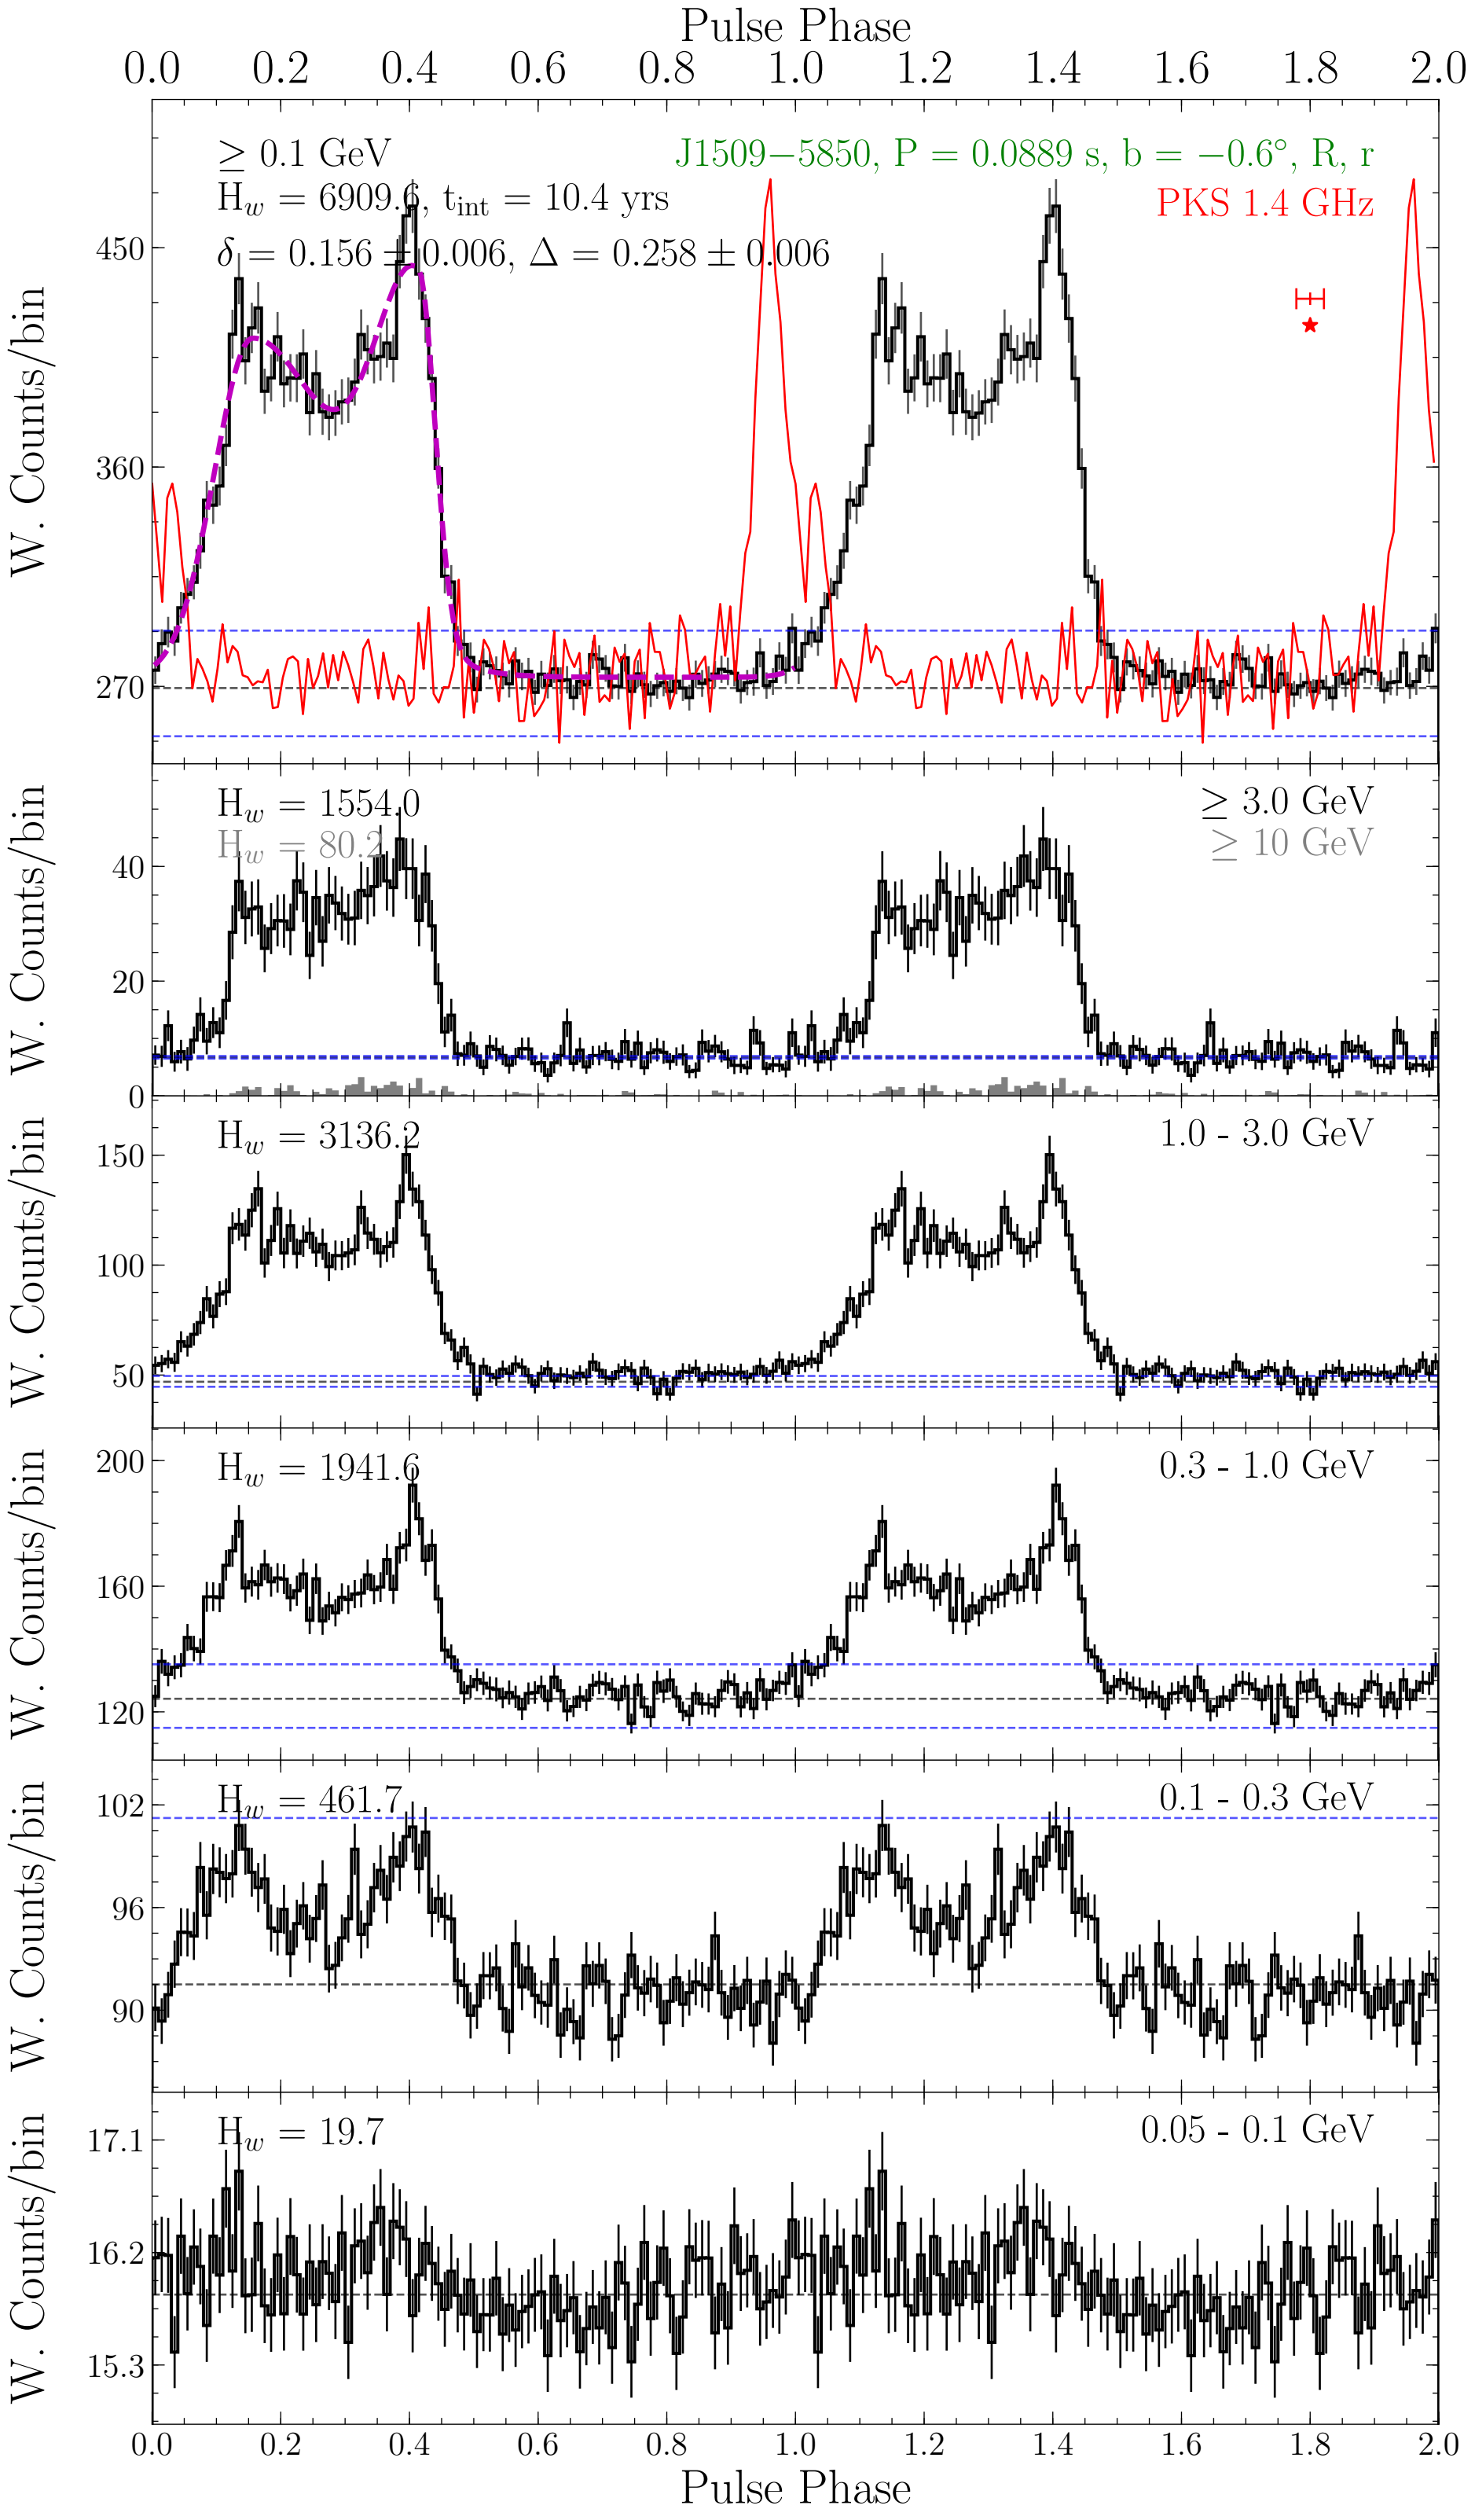 Pulse Phase
0.0 0.2 0.4 0.6 0.8 1.0 1.2 1.4 1.6 1.8 2.0
≥ 0.1 GeV
J1509−5850, P = 0.0889 s, b = −0.6°, R, r
H_w = 6909.6, t_int = 10.4 yrs
PKS 1.4 GHz
δ = 0.156 ± 0.006, Δ = 0.258 ± 0.006
W. Counts/bin
450
360
270
H_w = 1554.0
≥ 3.0 GeV
H_w = 80.2
≥ 10 GeV
W. Counts/bin
40
20
0
H_w = 3136.2
1.0 - 3.0 GeV
W. Counts/bin
150
100
50
H_w = 1941.6
0.3 - 1.0 GeV
W. Counts/bin
200
160
120
H_w = 461.7
0.1 - 0.3 GeV
W. Counts/bin
102
96
90
H_w = 19.7
0.05 - 0.1 GeV
W. Counts/bin
17.1
16.2
15.3
0.0 0.2 0.4 0.6 0.8 1.0 1.2 1.4 1.6 1.8 2.0
Pulse Phase